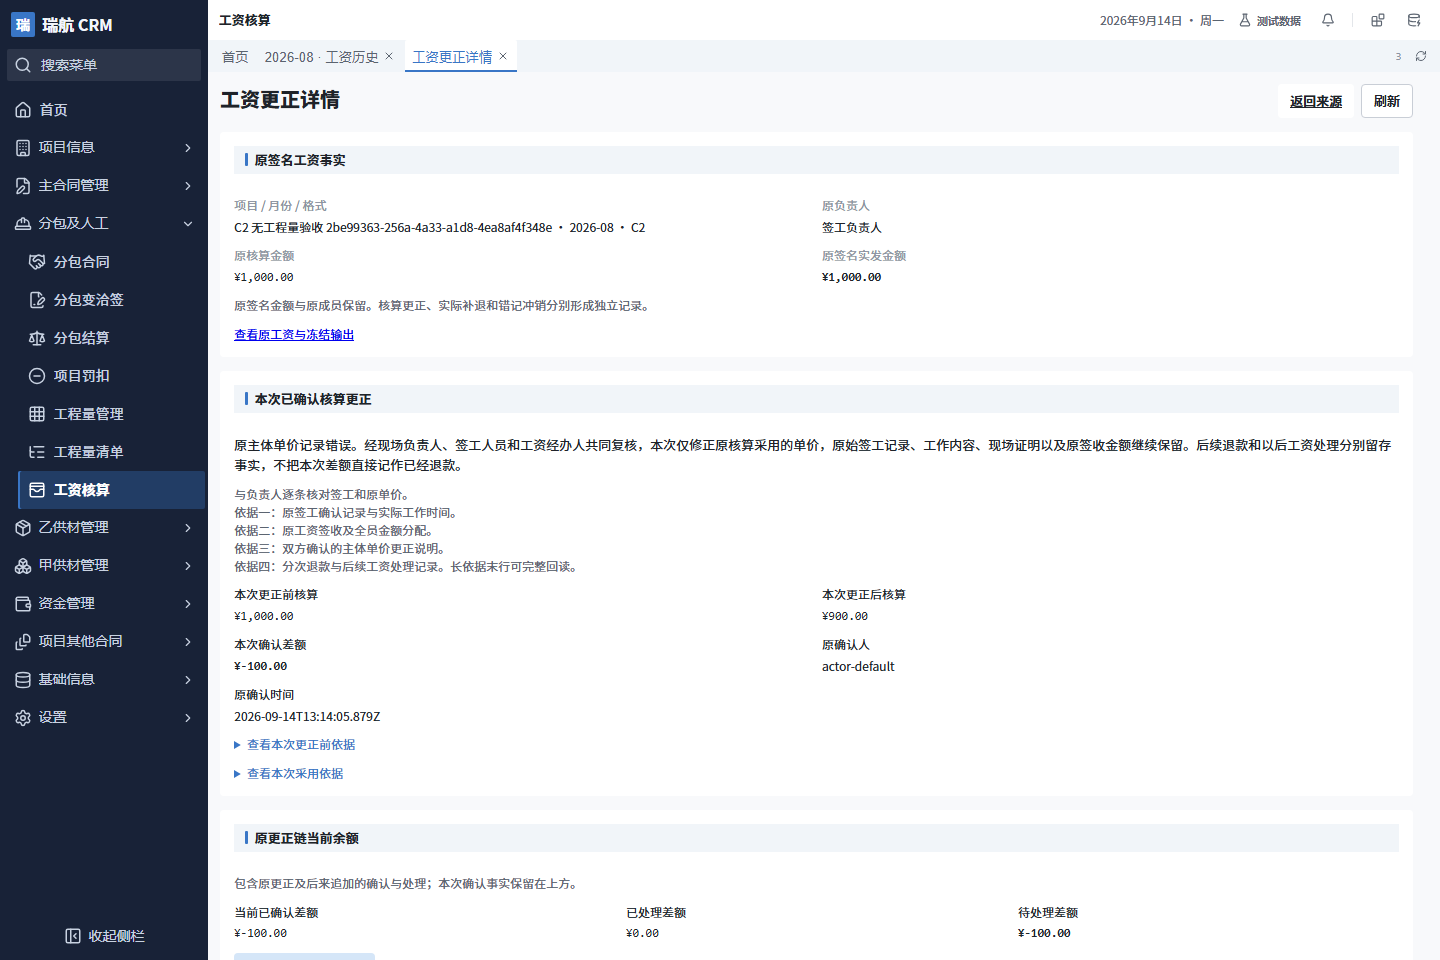 瑞 瑞航 CRM
搜索菜单
首页
项目信息
主合同管理
分包及人工
分包合同
分包变洽签
分包结算
项目罚扣
工程量管理
工程量清单
工资核算
乙供材管理
甲供材管理
资金管理
项目其他合同
基础信息
设置
收起侧栏
工资核算
2026年9月14日 • 周一 测试数据
首页 2026-08 · 工资历史 工资更正详情 3
工资更正详情
返回来源 刷新
原签名工资事实
项目 / 月份 / 格式 原负责人
C2 无工程量验收 2be99363-256a-4a33-a1d8-4ea8af4f348e • 2026-08 • C2 签工负责人
原核算金额 原签名实发金额
¥1,000.00 ¥1,000.00
原签名金额与原成员保留。核算更正、实际补退和错记冲销分别形成独立记录。
查看原工资与冻结输出
本次已确认核算更正
原主体单价记录错误。经现场负责人、签工人员和工资经办人共同复核，本次仅修正原核算采用的单价，原始签工记录、工作内容、现场证明以及原签收金额继续保留。后续退款和以后工资处理分别留存
事实，不把本次差额直接记作已经退款。
与负责人逐条核对签工和原单价。
依据一：原签工确认记录与实际工作时间。
依据二：原工资签收及全员金额分配。
依据三：双方确认的主体单价更正说明。
依据四：分次退款与后续工资处理记录。长依据末行可完整回读。
本次更正前核算 本次更正后核算
¥1,000.00 ¥900.00
本次确认差额 原确认人
¥-100.00 actor-default
原确认时间
2026-09-14T13:14:05.879Z
查看本次更正前依据
查看本次采用依据
原更正链当前余额
包含原更正及后来追加的确认与处理；本次确认事实保留在上方。
当前已确认差额 已处理差额 待处理差额
¥-100.00 ¥0.00 ¥-100.00